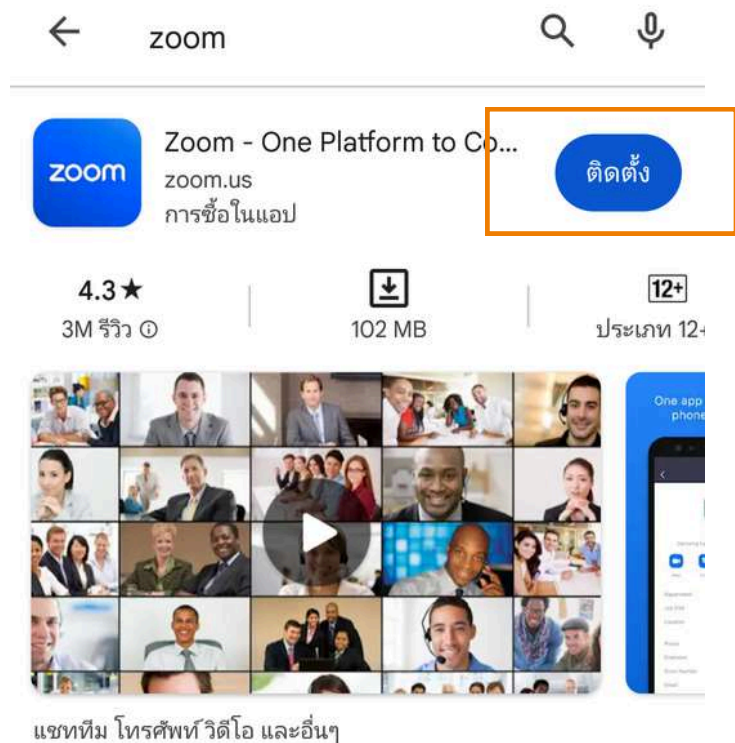 zoom
zoom
Zoom - One Platform to Co...
zoom.us
การซื้อในแอป
ติดตั้ง
4.3★
3M รีวิว
102 MB
12+
ประเภท 12+
One app
phone
แชททีม โทรศัพท์ วิดีโอ และอื่นๆ